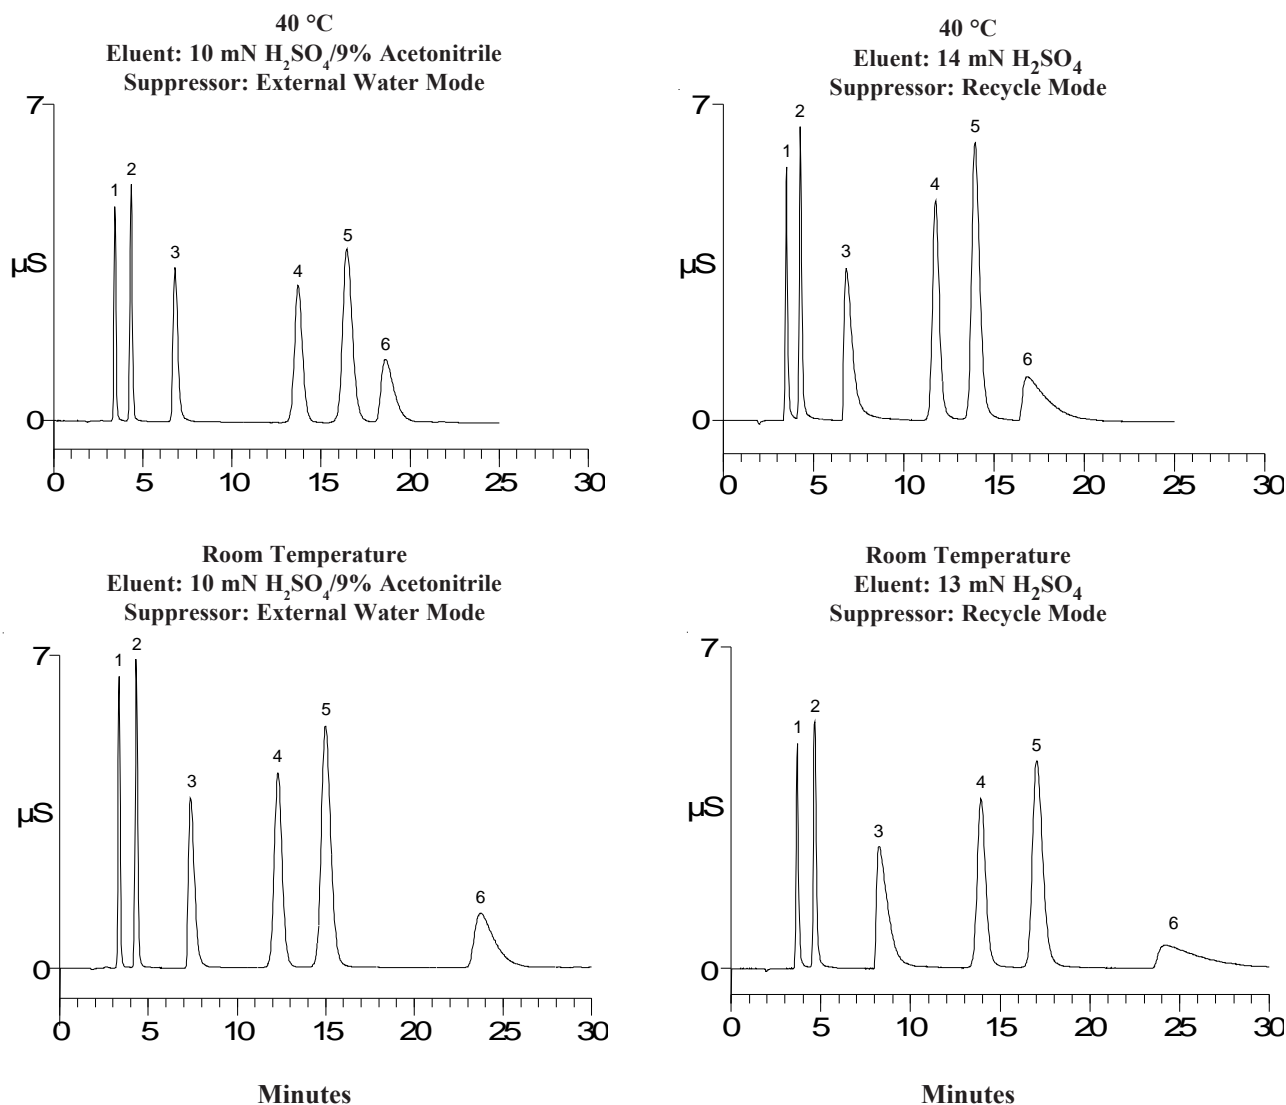 40 °C
Eluent: 10 mN H₂SO₄/9% Acetonitrile
Suppressor: External Water Mode
7
µS
0
1
2
3
4
5
6
0 5 10 15 20 25 30
40 °C
Eluent: 14 mN H₂SO₄
Suppressor: Recycle Mode
7
µS
0
1
2
3
4
5
6
0 5 10 15 20 25 30
Room Temperature
Eluent: 10 mN H₂SO₄/9% Acetonitrile
Suppressor: External Water Mode
7
µS
0
1
2
3
4
5
6
0 5 10 15 20 25 30
Minutes
Room Temperature
Eluent: 13 mN H₂SO₄
Suppressor: Recycle Mode
7
µS
0
1
2
3
4
5
6
0 5 10 15 20 25 30
Minutes